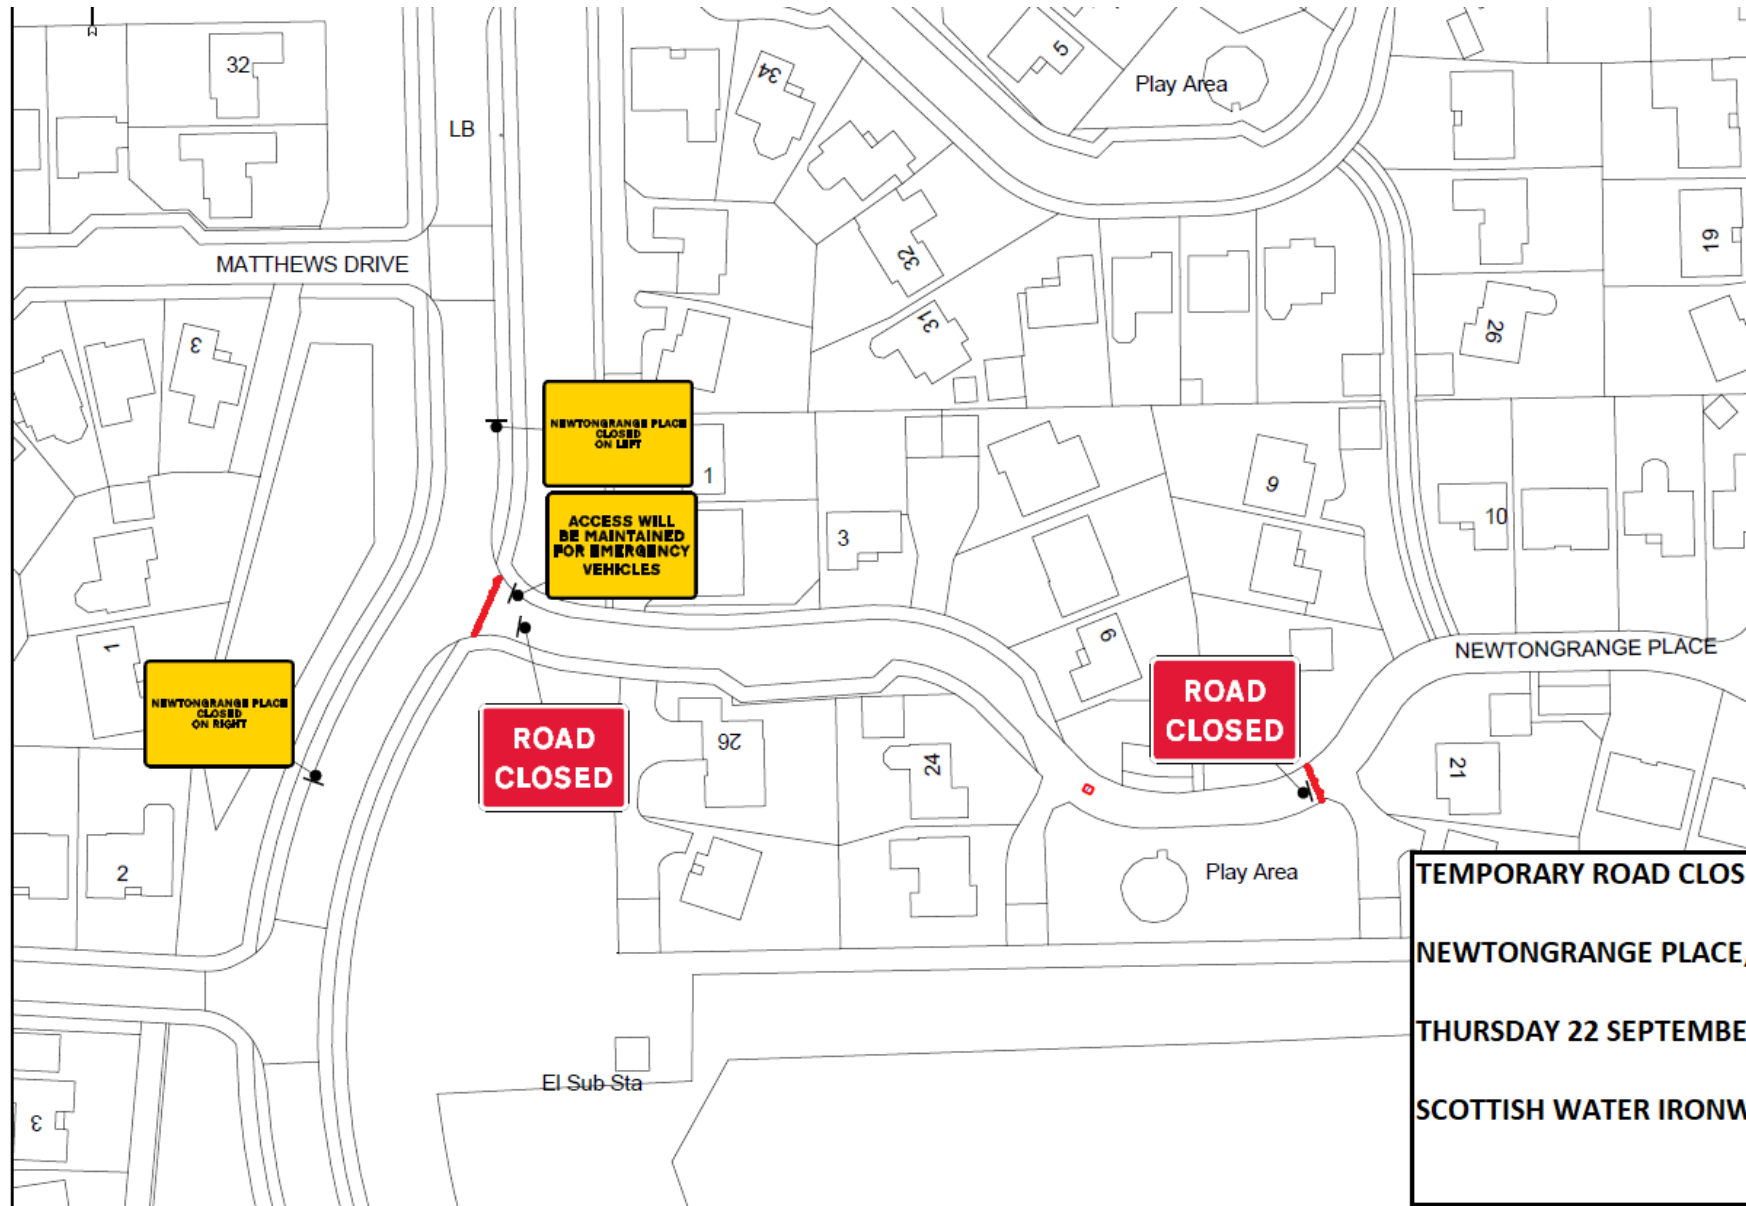 32
34
5
Play Area
LB
32
19
MATTHEWS DRIVE
31
26
3
NEWTONGRANGE PLACE
CLOSED
ON LEFT
1
9
10
ACCESS WILL
BE MAINTAINED
FOR EMERGENCY
VEHICLES
3
1
6
NEWTONGRANGE PLACE
NEWTONGRANGE PLACE
CLOSED
ON RIGHT
ROAD
CLOSED
ROAD
CLOSED
26
24
21
2
Play Area
TEMPORARY ROAD CLOS
NEWTONGRANGE PLACE,
THURSDAY 22 SEPTEMBE
SCOTTISH WATER IRONW
El Sub Sta
3